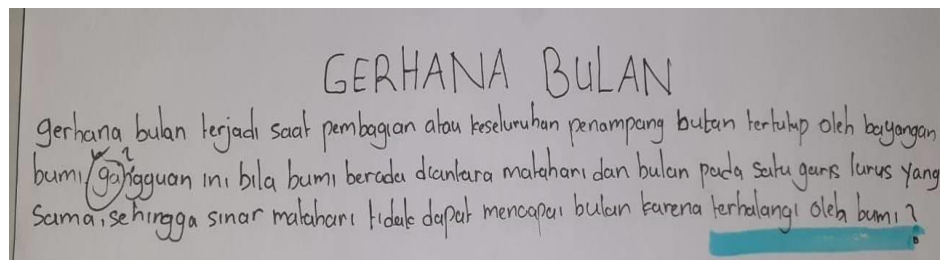 GERHANA BULAN
gerhana bulan terjadi saat pembagian atau keseluruhan penampang butan tertutup oleh bayangan
bumi/gangguan ini bila bumi berada diantara matahari dan bulan pada satu garis lurus yang
sama, sehingga sinar matahari tidak dapat mencapai bulan karena terhalangi oleh bumi?